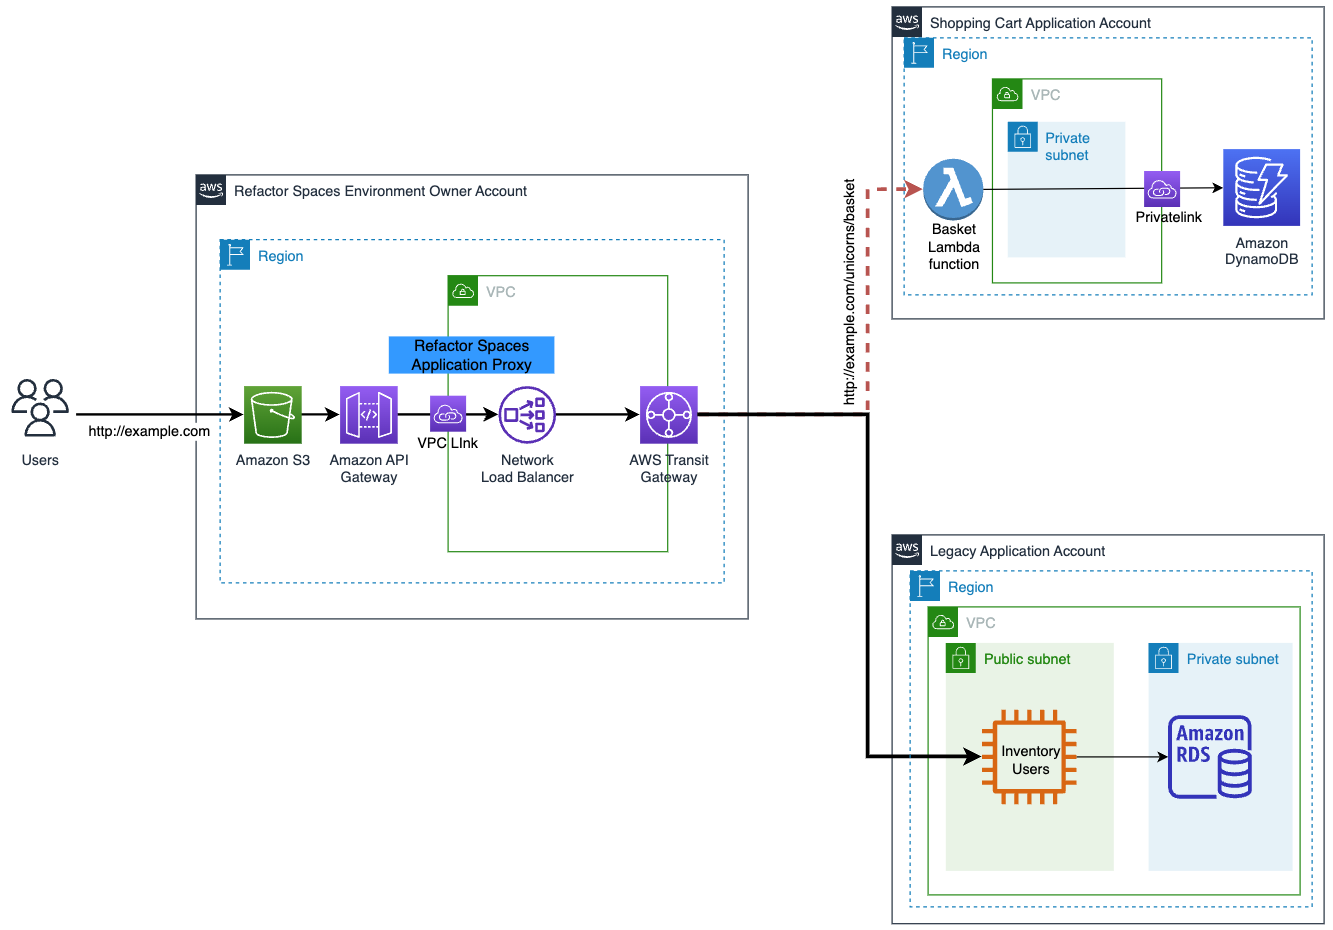 aws
Shopping Cart Application Account
Region
VPC
Private
subnet
Privatelink
Basket
Lambda
function
Amazon
DynamoDB
aws
Refactor Spaces Environment Owner Account
Region
VPC
Refactor Spaces
Application Proxy
http://example.com
Users
Amazon S3
Amazon API
Gateway
VPC LInk
Network
Load Balancer
AWS Transit
Gateway
http://example.com/unicorns/basket
aws
Legacy Application Account
Region
VPC
Public subnet
Private subnet
Inventory
Users
Amazon
RDS